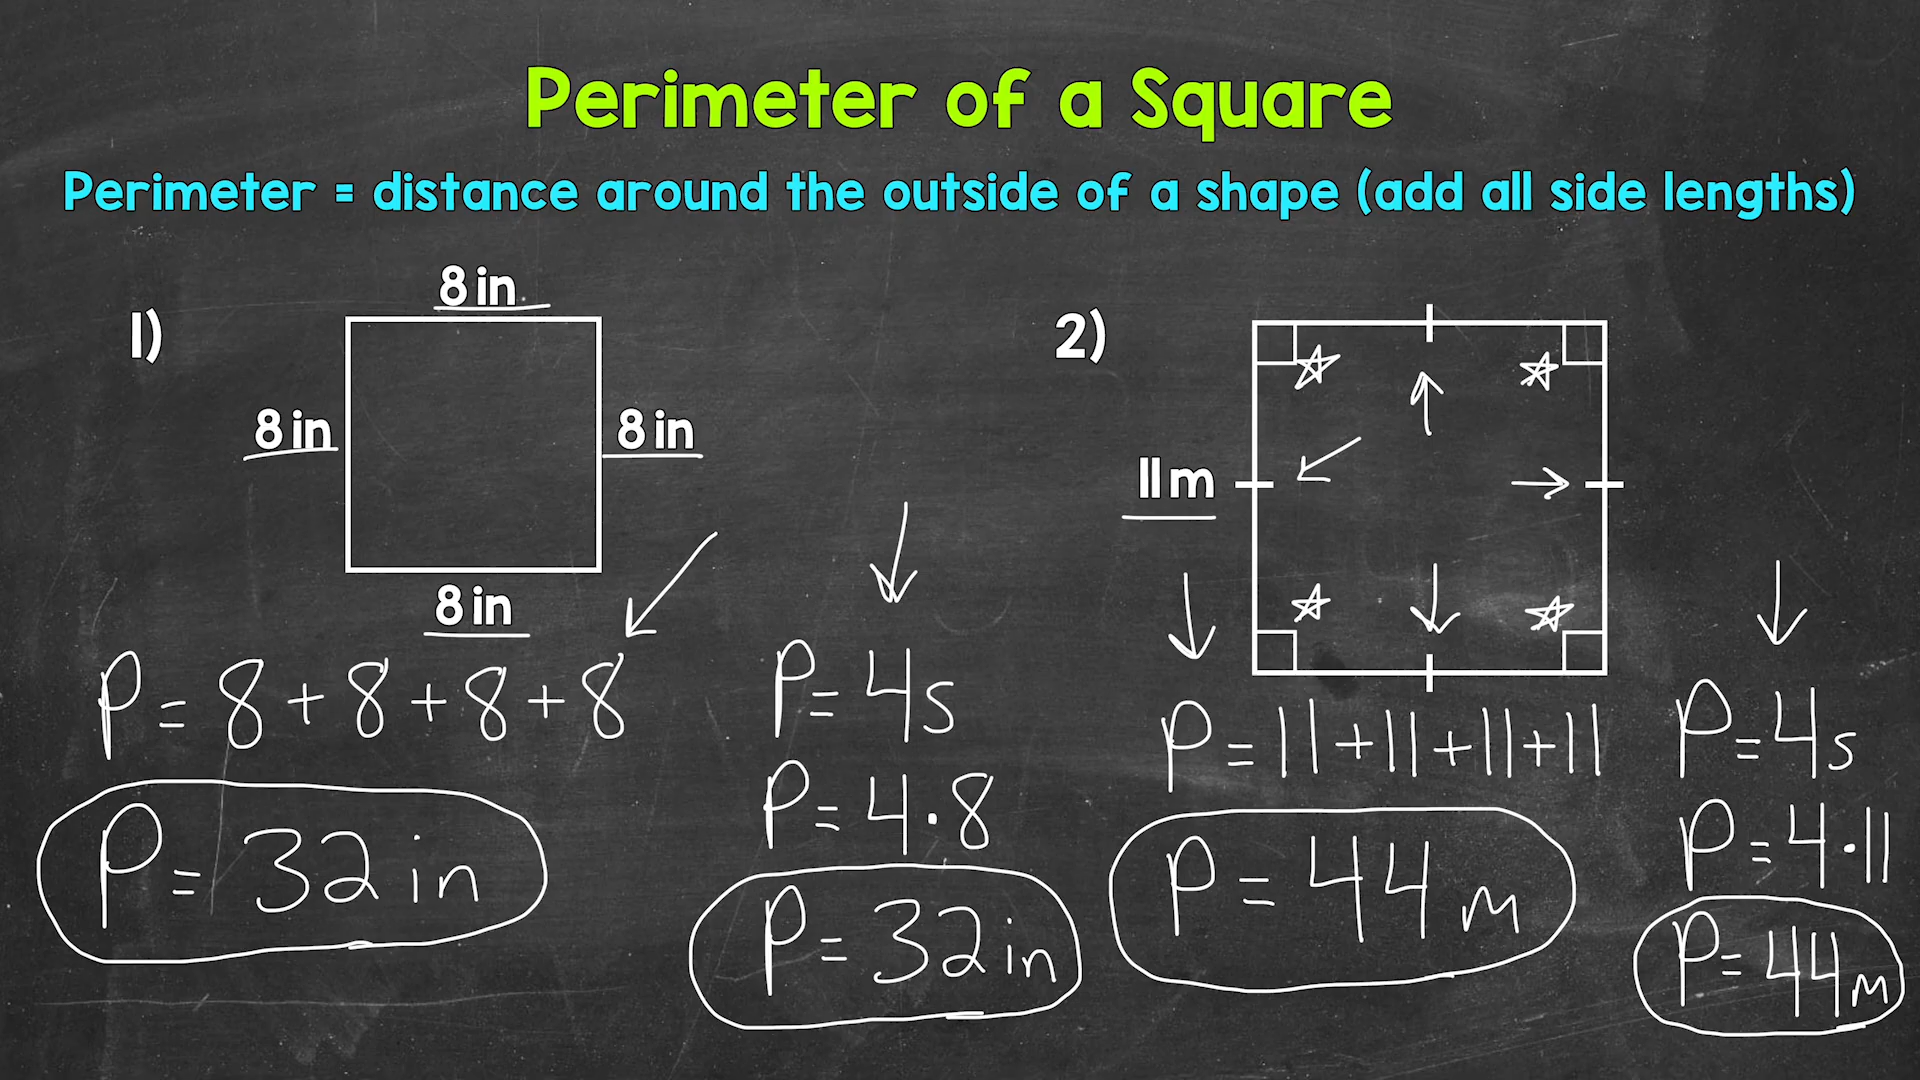 Perimeter of a Square
Perimeter = distance around the outside of a shape (add all side lengths)
1)
8 in
8 in
8 in
8 in
P = 8 + 8 + 8 + 8
P = 32 in
P = 4s
P = 4 · 8
P = 32 in
2)
11 m
P = 11 + 11 + 11 + 11
P = 44 m
P = 4s
P = 4 · 11
P = 44 m